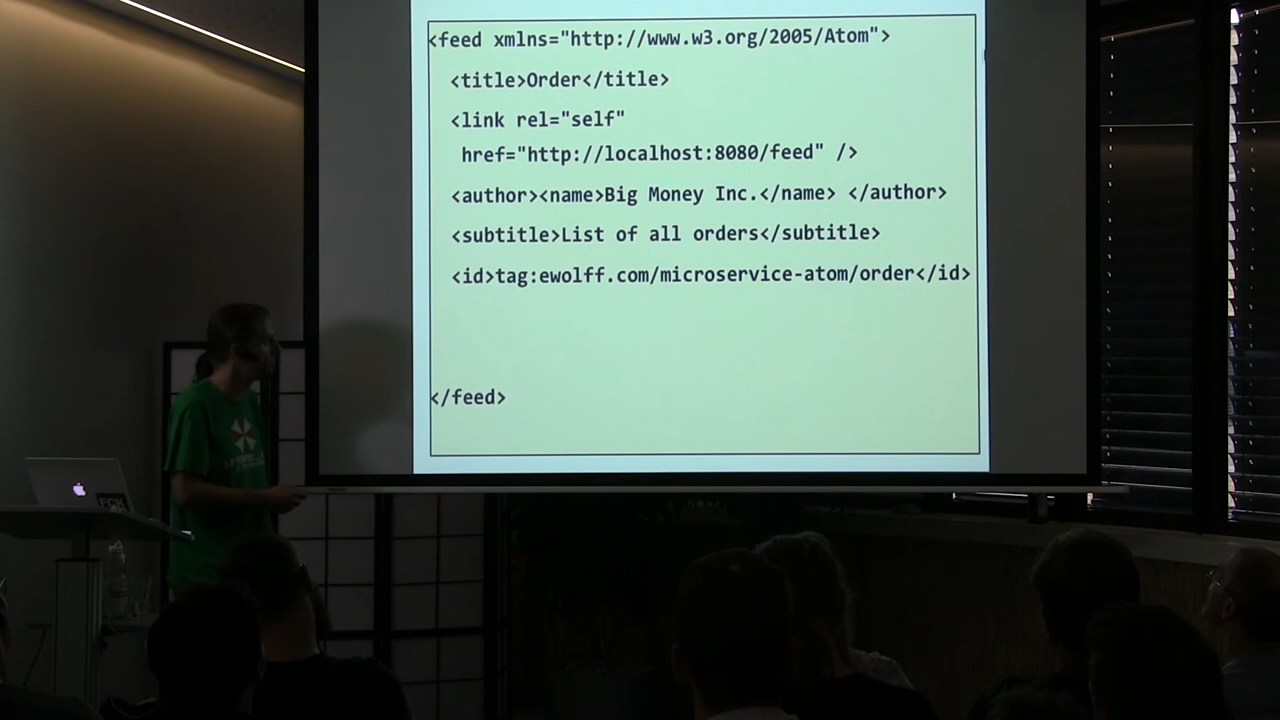 <feed xmlns="http://www.w3.org/2005/Atom">
<title>Order</title>
<link rel="self"
href="http://localhost:8080/feed" />
<author><name>Big Money Inc.</name> </author>
<subtitle>List of all orders</subtitle>
<id>tag:ewolff.com/microservice-atom/order</id>
</feed>
FCK